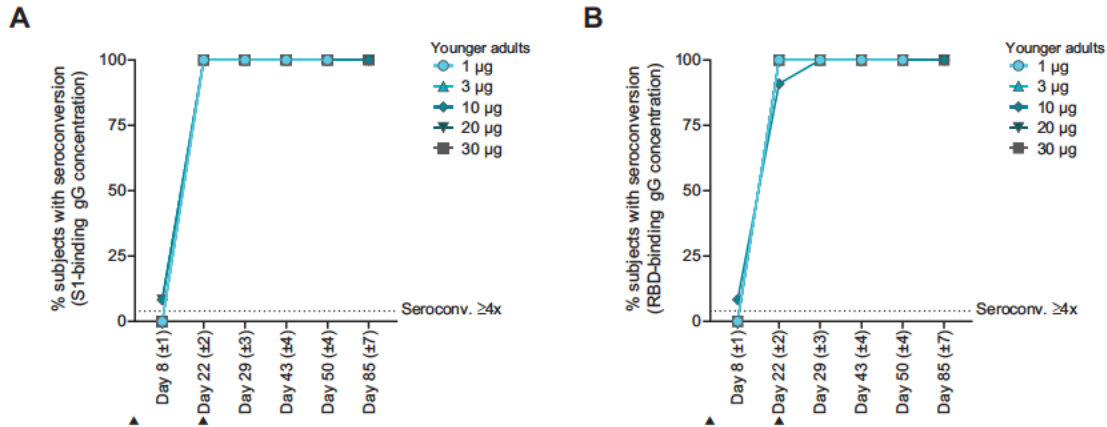 A
% subjects with seroconversion
(S1-binding gG concentration)
100
75
50
25
0
Younger adults
1 µg
3 µg
10 µg
20 µg
30 µg
Seroconv. ≥4x
Day 8 (±1)
Day 22 (±2)
Day 29 (±3)
Day 43 (±4)
Day 50 (±4)
Day 85 (±7)
B
% subjects with seroconversion
(RBD-binding gG concentration)
100
75
50
25
0
Younger adults
1 µg
3 µg
10 µg
20 µg
30 µg
Seroconv. ≥4x
Day 8 (±1)
Day 22 (±2)
Day 29 (±3)
Day 43 (±4)
Day 50 (±4)
Day 85 (±7)